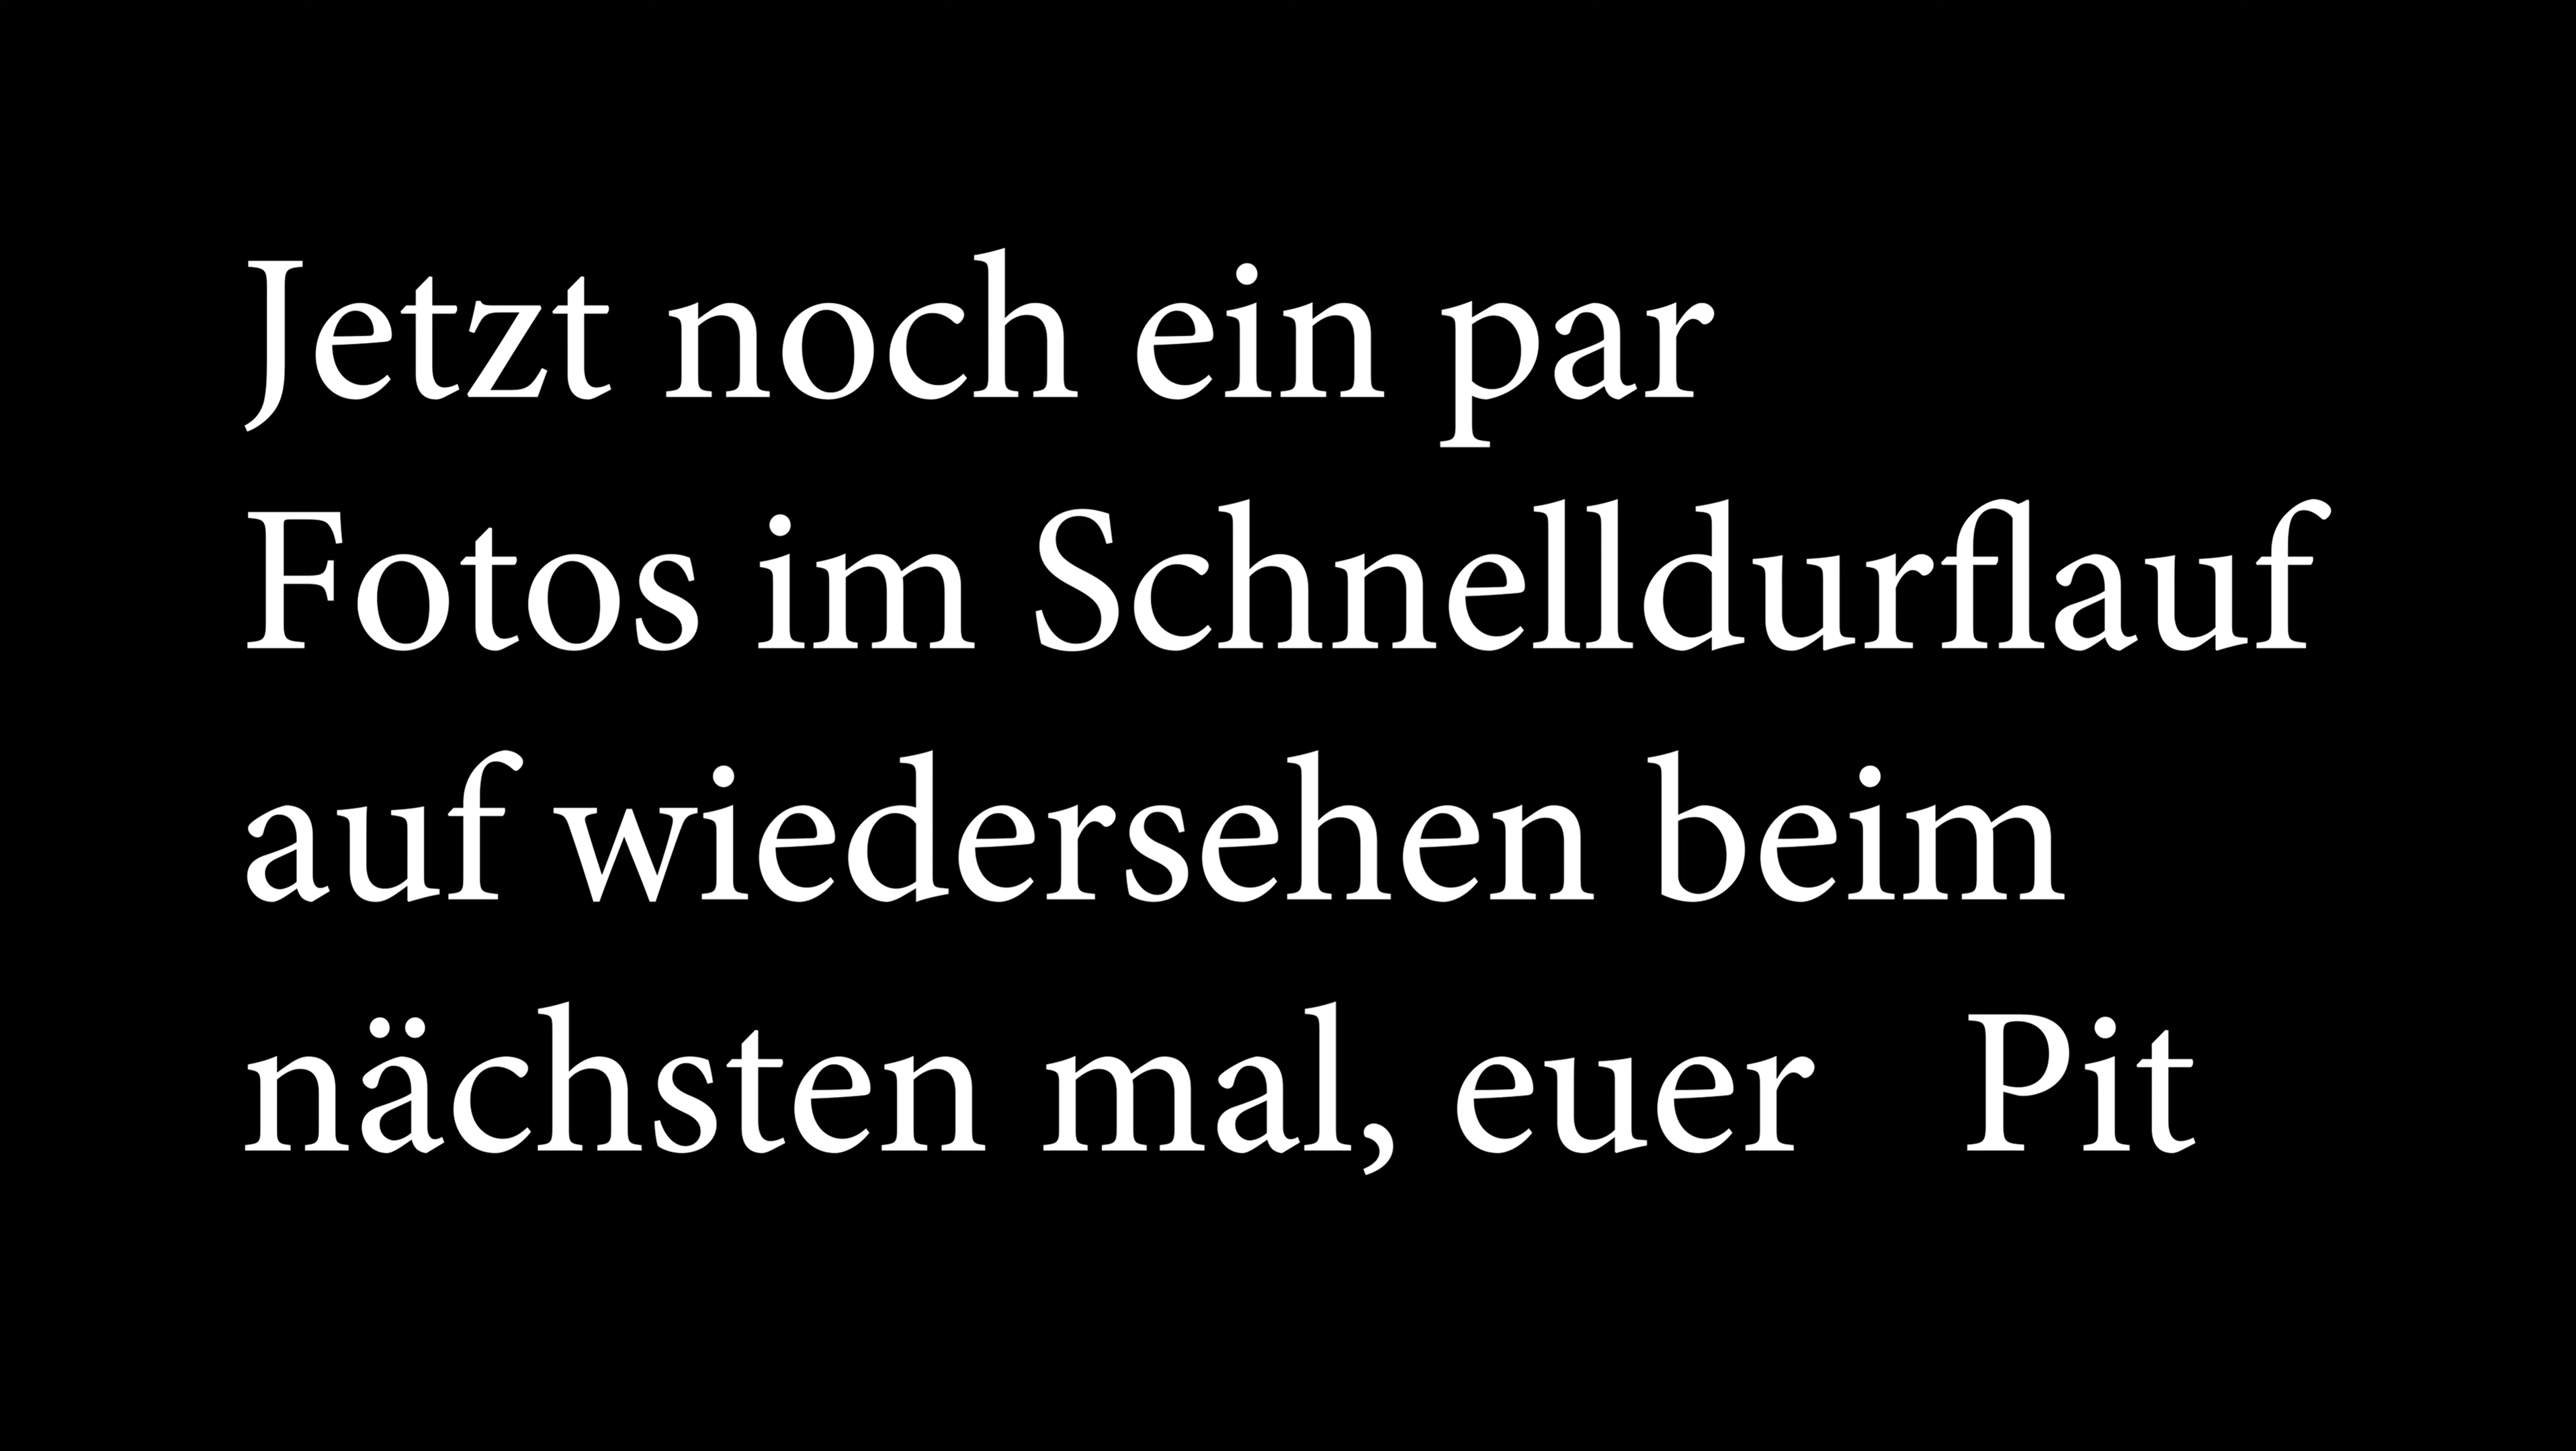 Jetzt noch ein par
Fotos im Schnelldurflauf
auf wiedersehen beim
nächsten mal, euer   Pit